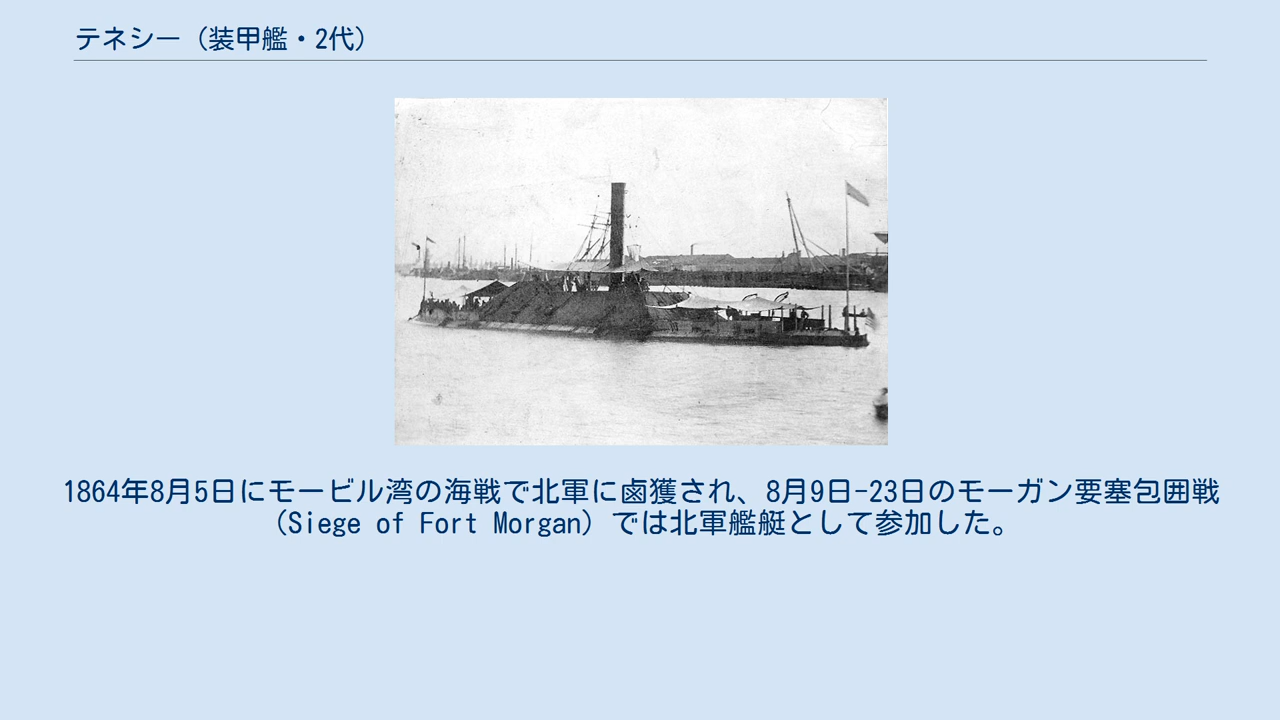 テネシー（装甲艦・2代）
1864年8月5日にモービル湾の海戦で北軍に鹵獲され、8月9日-23日のモーガン要塞包囲戦
（Siege of Fort Morgan）では北軍艦艇として参加した。